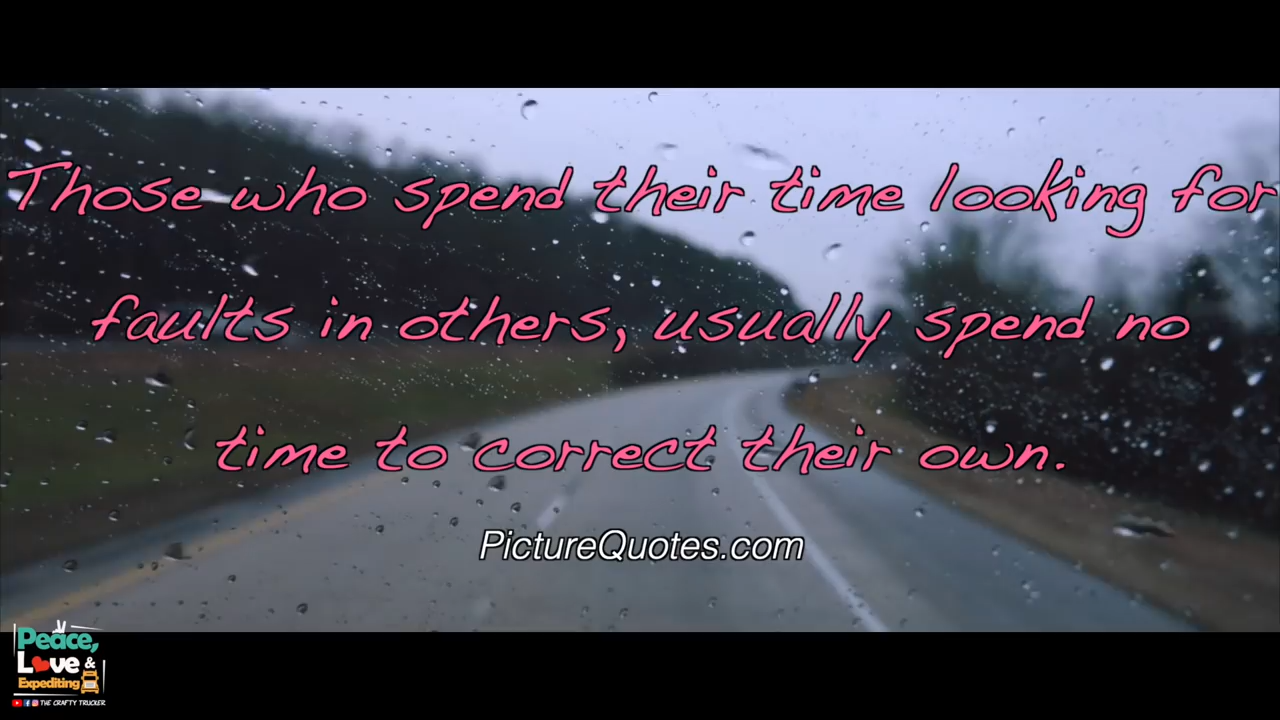 Those who spend their time looking for
faults in others, usually spend no
time to correct their own.
PictureQuotes.com
Peace,
Love &
Expediting
THE CRAFTY TRUCKER